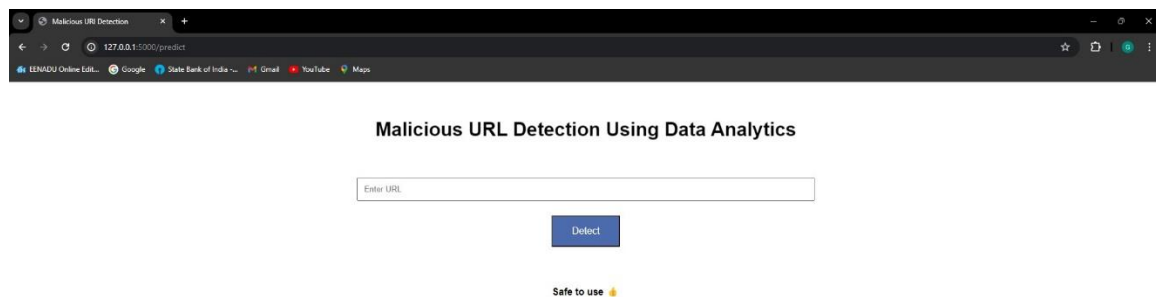 Malicious URl Detection
127.0.0.1:5000/predict
EENADU Online Edit... Google State Bank of India -... Gmail YouTube Maps
Malicious URL Detection Using Data Analytics
Enter URL
Detect
Safe to use 👍